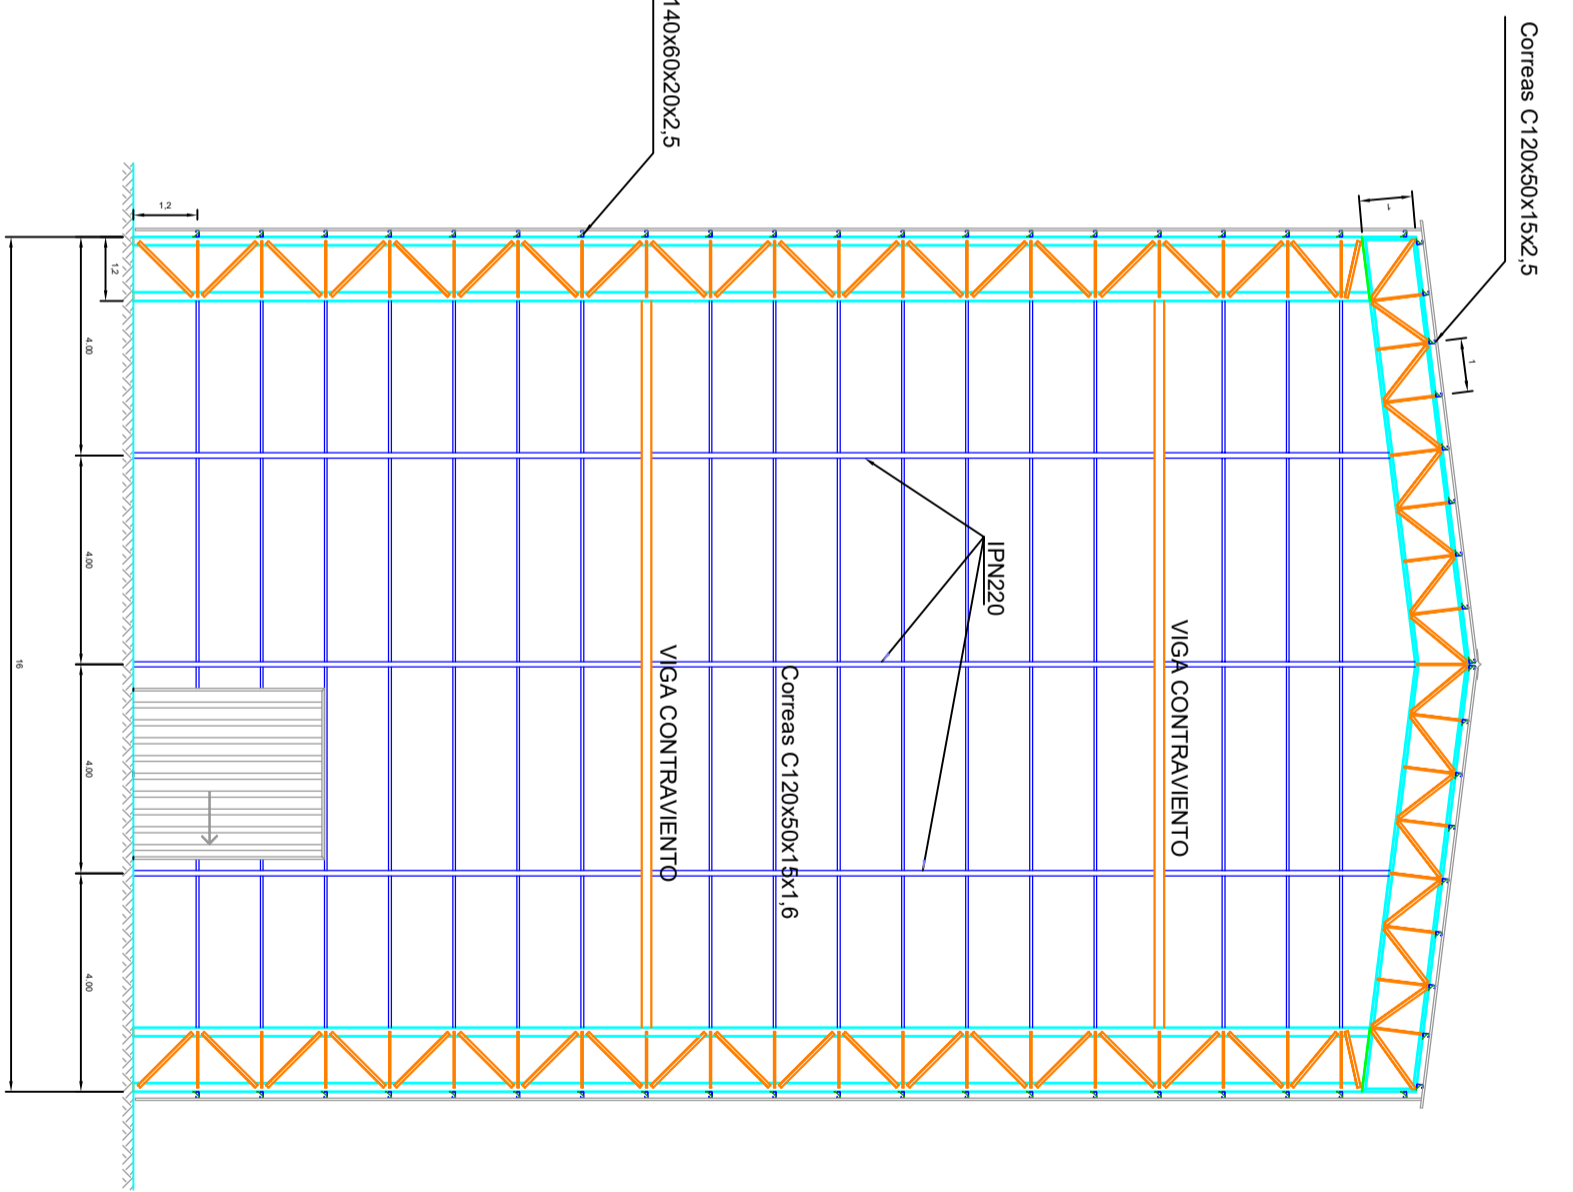 Correas C120x50x15x2,5
140x60x20x2,5
1
1
1,2
1,2
4.00
4.00
4.00
4.00
16
IPN220
VIGA CONTRAVIENTO
VIGA CONTRAVIENTO
Correas C120x50x15x1,6